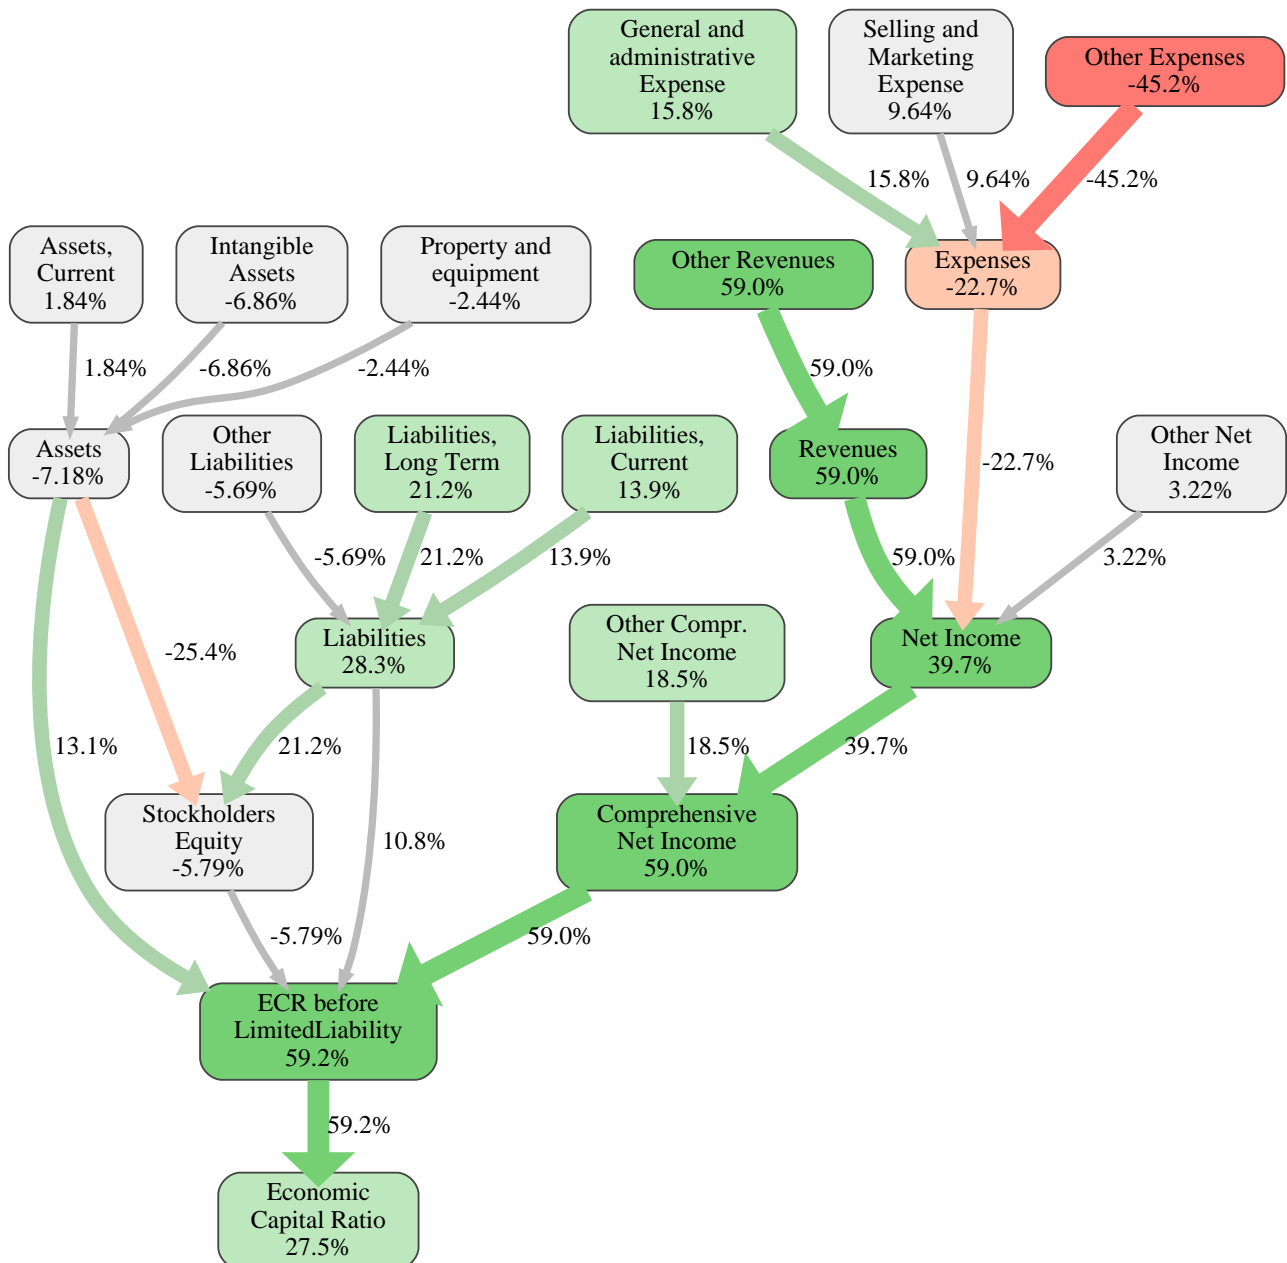 General and
administrative
Expense
15.8%
Selling and
Marketing
Expense
9.64%
Other Expenses
-45.2%
15.8%
9.64%
-45.2%
Assets,
Current
1.84%
Intangible
Assets
-6.86%
Property and
equipment
-2.44%
Other Revenues
59.0%
Expenses
-22.7%
1.84%
-6.86%
-2.44%
59.0%
Assets
-7.18%
Other
Liabilities
-5.69%
Liabilities,
Long Term
21.2%
Liabilities,
Current
13.9%
Revenues
59.0%
-22.7%
Other Net
Income
3.22%
-5.69%
21.2%
13.9%
59.0%
3.22%
-25.4%
Liabilities
28.3%
Other Compr.
Net Income
18.5%
Net Income
39.7%
13.1%
21.2%
18.5%
39.7%
Stockholders
Equity
-5.79%
10.8%
Comprehensive
Net Income
59.0%
-5.79%
59.0%
ECR before
LimitedLiability
59.2%
59.2%
Economic
Capital Ratio
27.5%